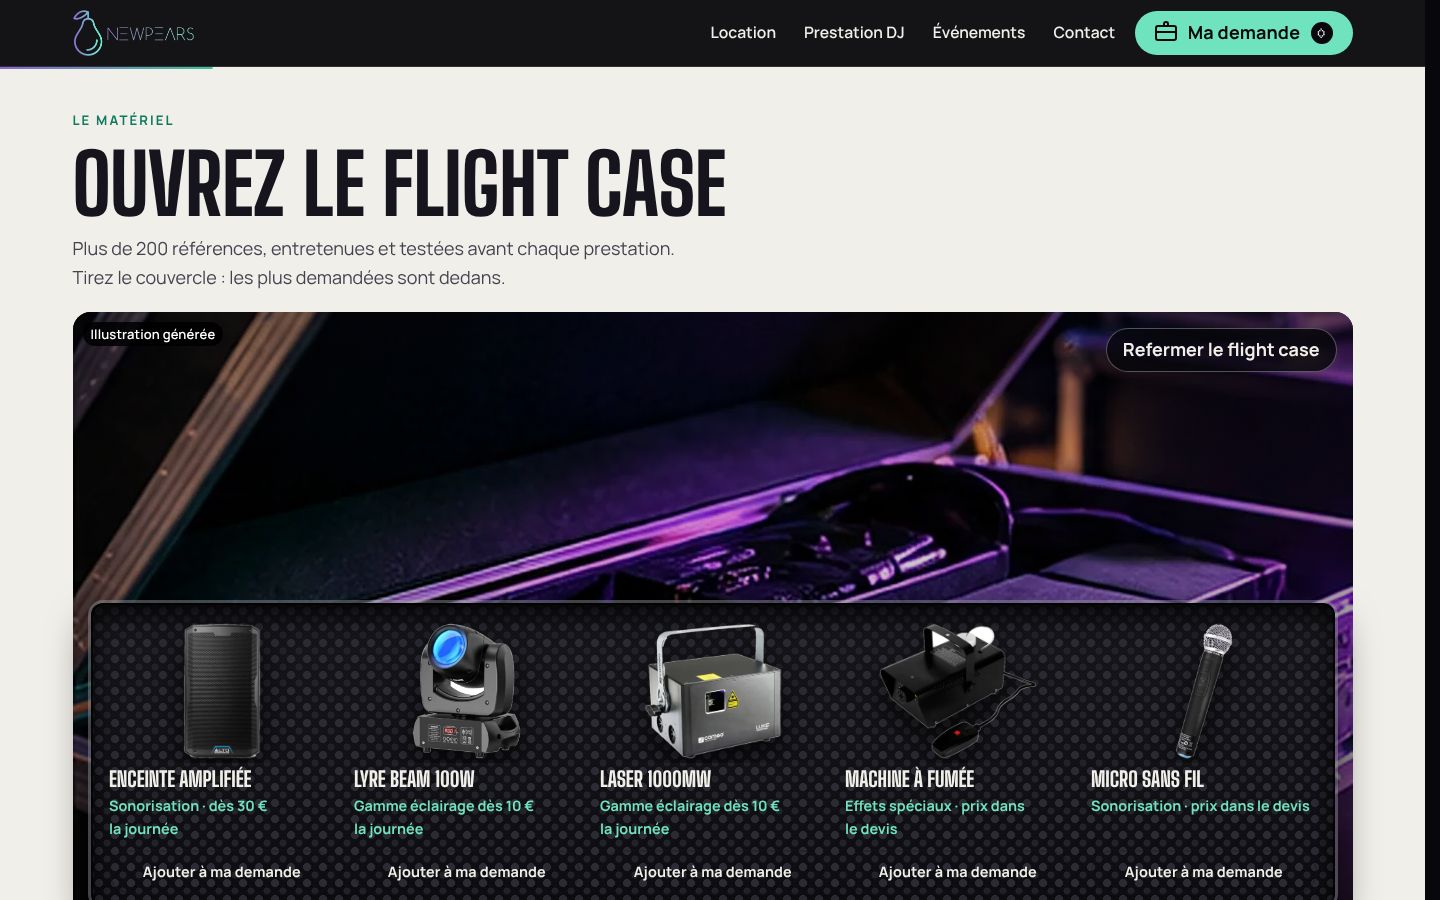 NEWPEARS
Location
Prestation DJ
Événements
Contact
Ma demande
LE MATÉRIEL
OUVREZ LE FLIGHT CASE
Plus de 200 références, entretenues et testées avant chaque prestation.
Tirez le couvercle : les plus demandées sont dedans.
Illustration générée
Refermer le flight case
ENCEINTE AMPLIFIÉE
Sonorisation · dès 30 €
la journée
Ajouter à ma demande
LYRE BEAM 100W
Gamme éclairage dès 10 €
la journée
Ajouter à ma demande
LASER 1000MW
Gamme éclairage dès 10 €
la journée
Ajouter à ma demande
MACHINE À FUMÉE
Effets spéciaux · prix dans
le devis
Ajouter à ma demande
MICRO SANS FIL
Sonorisation · prix dans le devis
Ajouter à ma demande